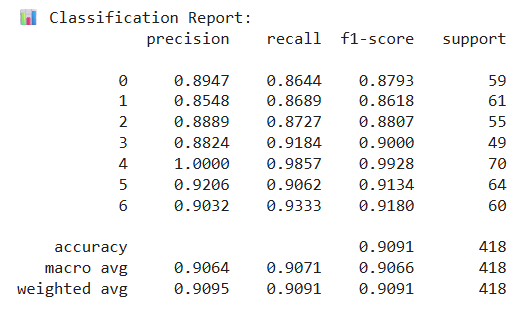 📊 Classification Report:
precision recall f1-score support
0 0.8947 0.8644 0.8793 59
1 0.8548 0.8689 0.8618 61
2 0.8889 0.8727 0.8807 55
3 0.8824 0.9184 0.9000 49
4 1.0000 0.9857 0.9928 70
5 0.9206 0.9062 0.9134 64
6 0.9032 0.9333 0.9180 60
accuracy 0.9091 418
macro avg 0.9064 0.9071 0.9066 418
weighted avg 0.9095 0.9091 0.9091 418